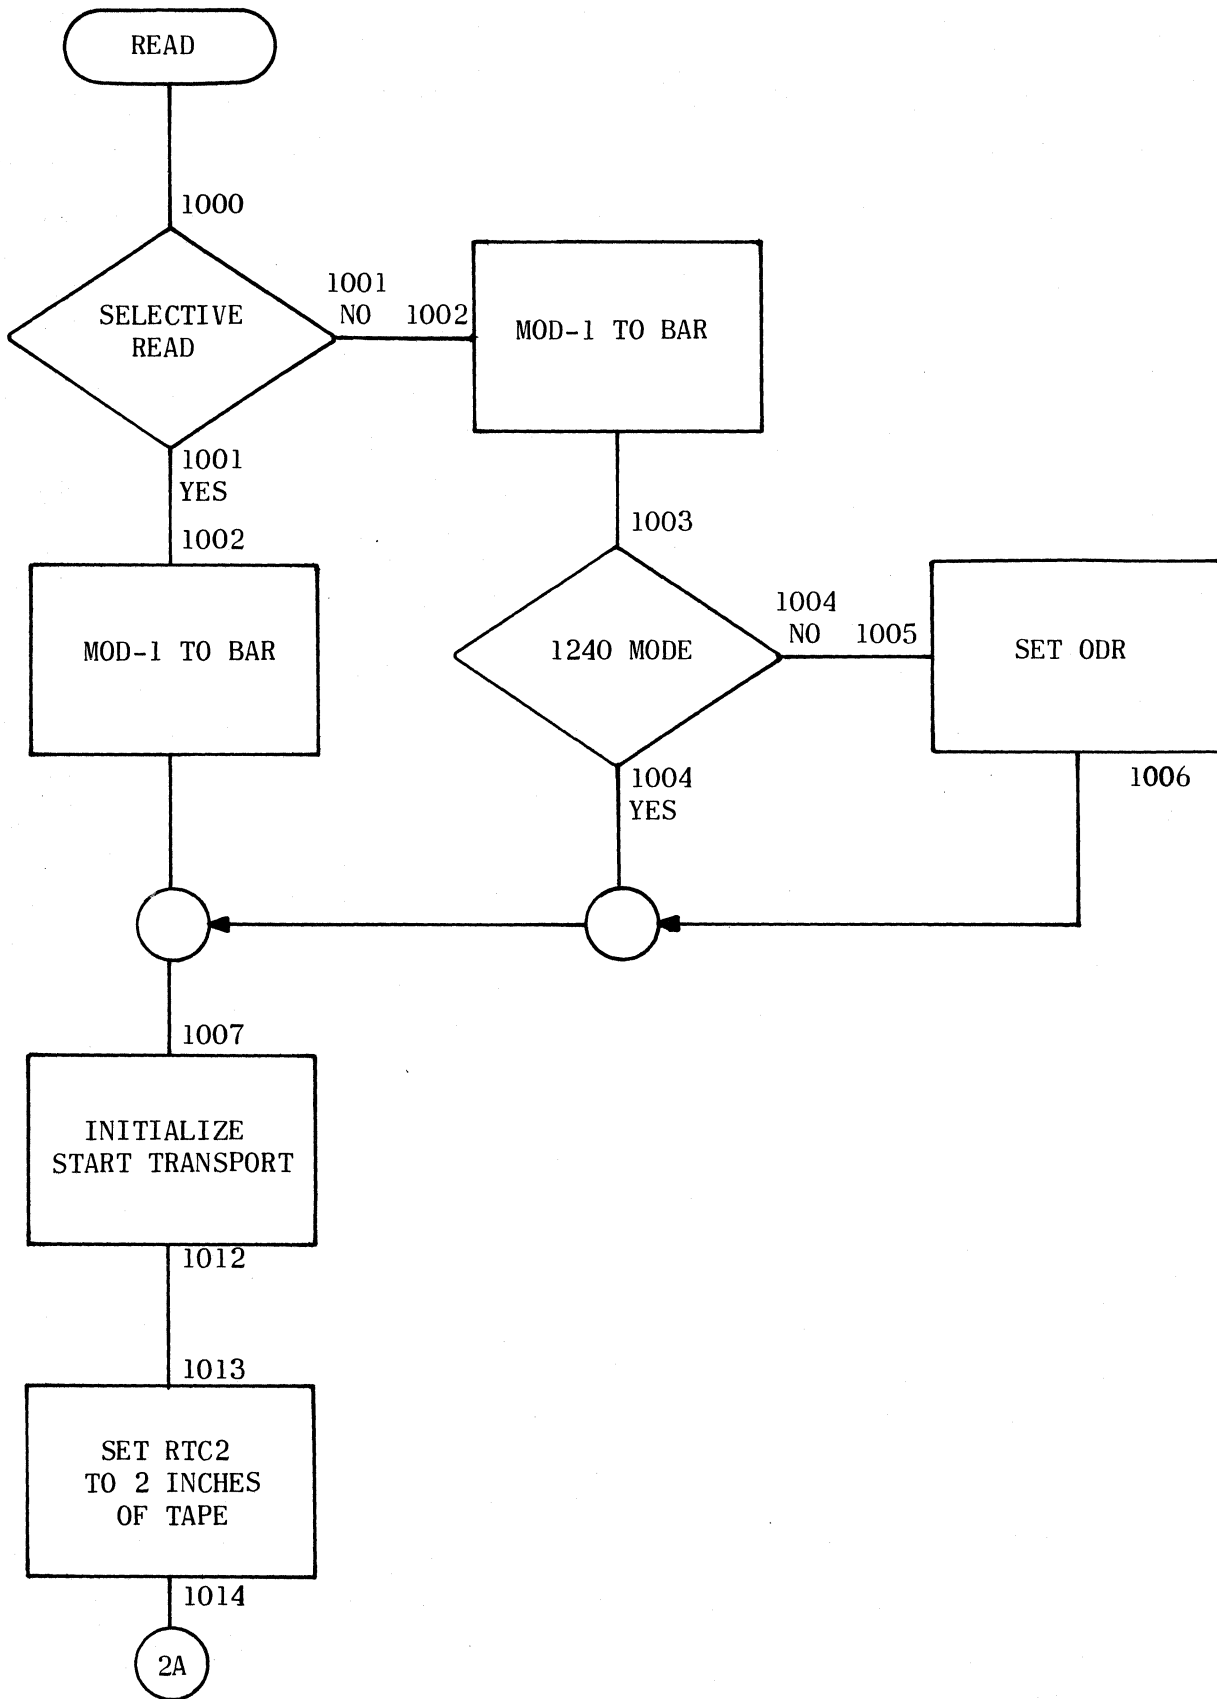 READ
1000
SELECTIVE
READ
1001
NO 1002
MOD-1 TO BAR
1001
YES
1002
MOD-1 TO BAR
1003
1240 MODE
1004
NO 1005
SET ODR
1006
1004
YES
1007
INITIALIZE
START TRANSPORT
1012
1013
SET RTC2
TO 2 INCHES
OF TAPE
1014
2A